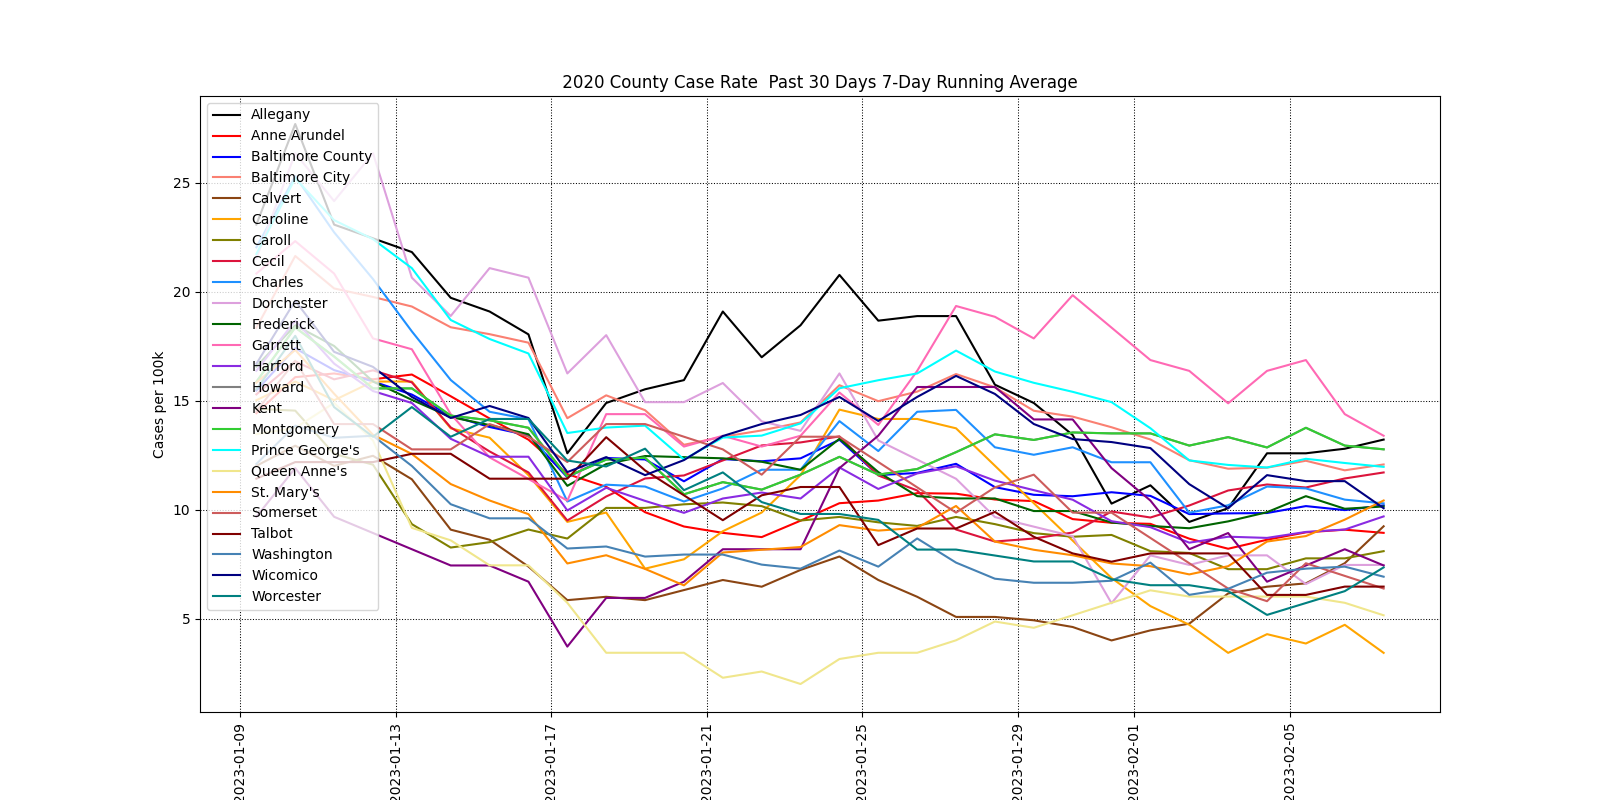 2020 County Case Rate  Past 30 Days 7-Day Running Average
Cases per 100k
25
20
15
10
5
Allegany
Anne Arundel
Baltimore County
Baltimore City
Calvert
Caroline
Caroll
Cecil
Charles
Dorchester
Frederick
Garrett
Harford
Howard
Kent
Montgomery
Prince George's
Queen Anne's
St. Mary's
Somerset
Talbot
Washington
Wicomico
Worcester
2023-01-09
2023-01-13
2023-01-17
2023-01-21
2023-01-25
2023-01-29
2023-02-01
2023-02-05